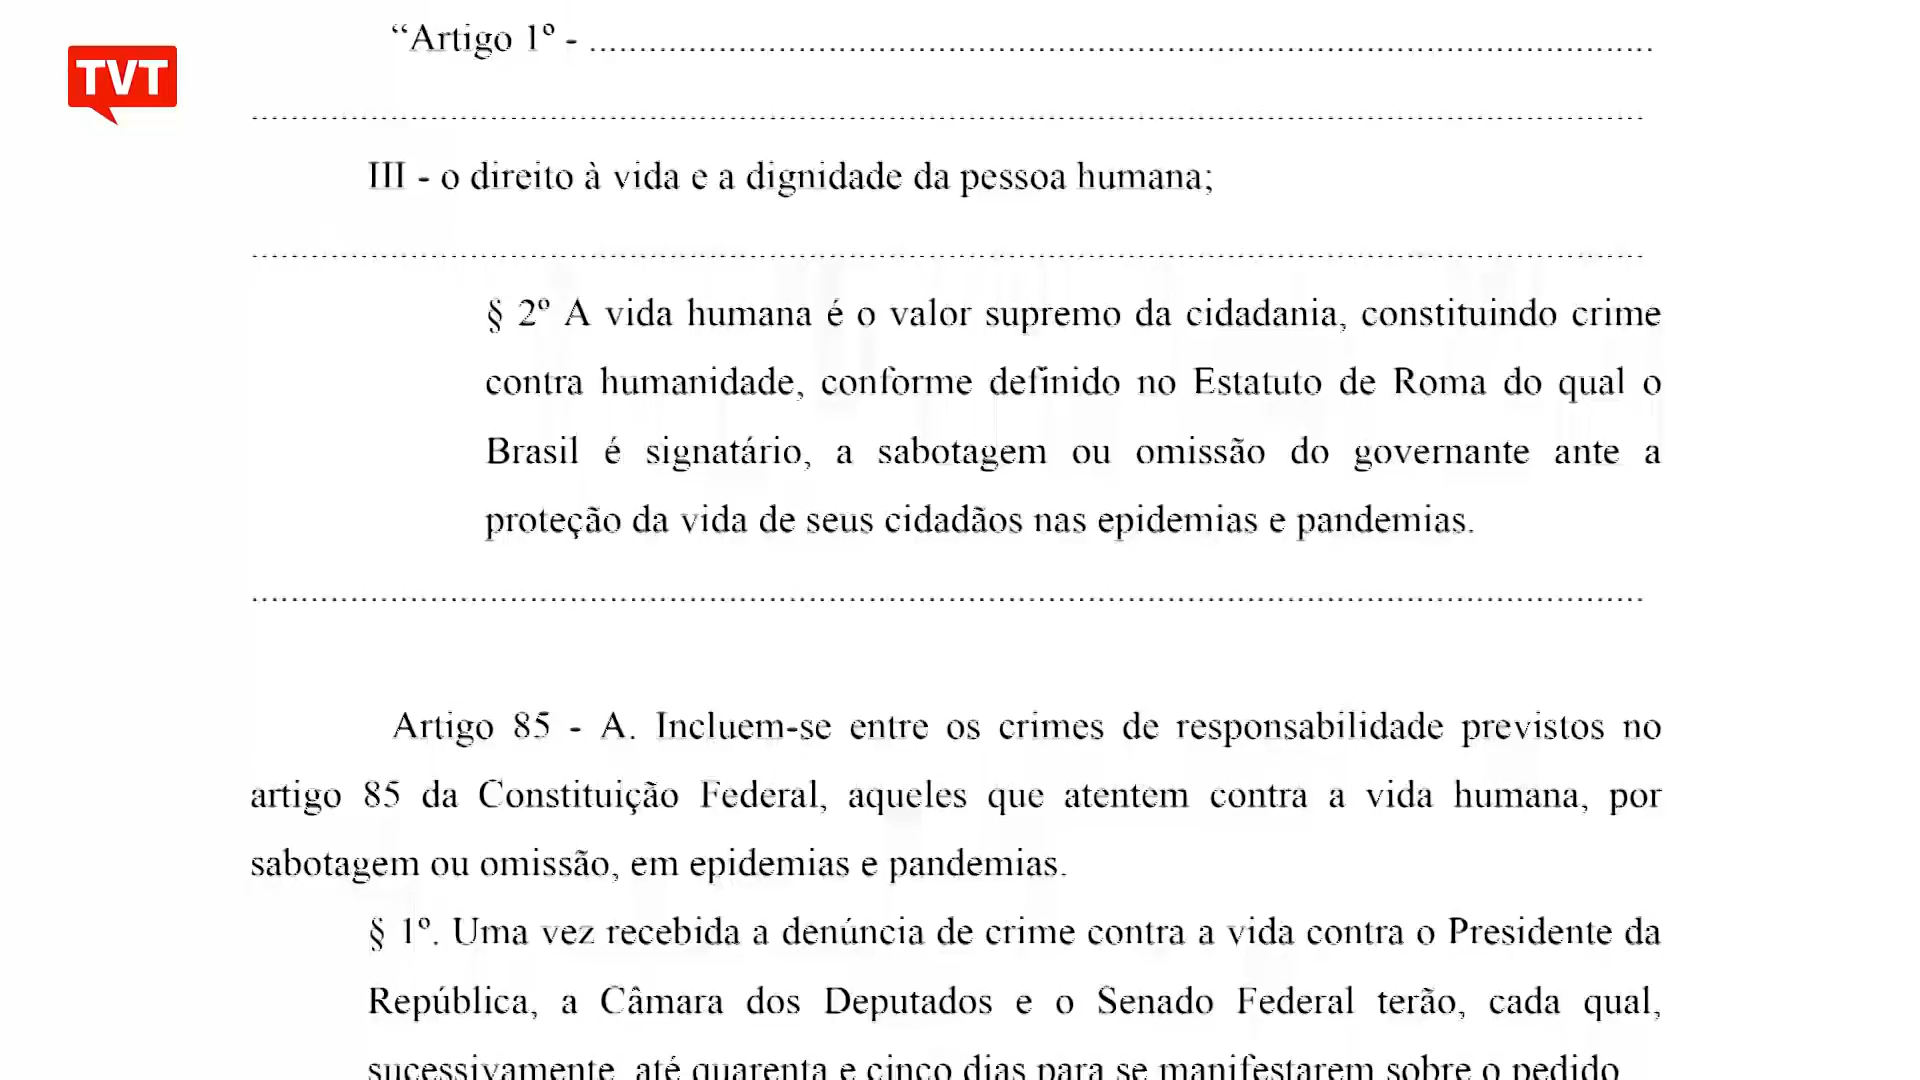 TVT
“Artigo 1º - ..........................................................................................................
...........................................................................................................................................
III - o direito à vida e a dignidade da pessoa humana;
...........................................................................................................................................
§ 2º A vida humana é o valor supremo da cidadania, constituindo crime
contra humanidade, conforme definido no Estatuto de Roma do qual o
Brasil é signatário, a sabotagem ou omissão do governante ante a
proteção da vida de seus cidadãos nas epidemias e pandemias.
...........................................................................................................................................
Artigo 85 - A. Incluem-se entre os crimes de responsabilidade previstos no
artigo 85 da Constituição Federal, aqueles que atentem contra a vida humana, por
sabotagem ou omissão, em epidemias e pandemias.
§ 1º. Uma vez recebida a denúncia de crime contra a vida contra o Presidente da
República, a Câmara dos Deputados e o Senado Federal terão, cada qual,
sucessivamente, até quarenta e cinco dias para se manifestarem sobre o pedido